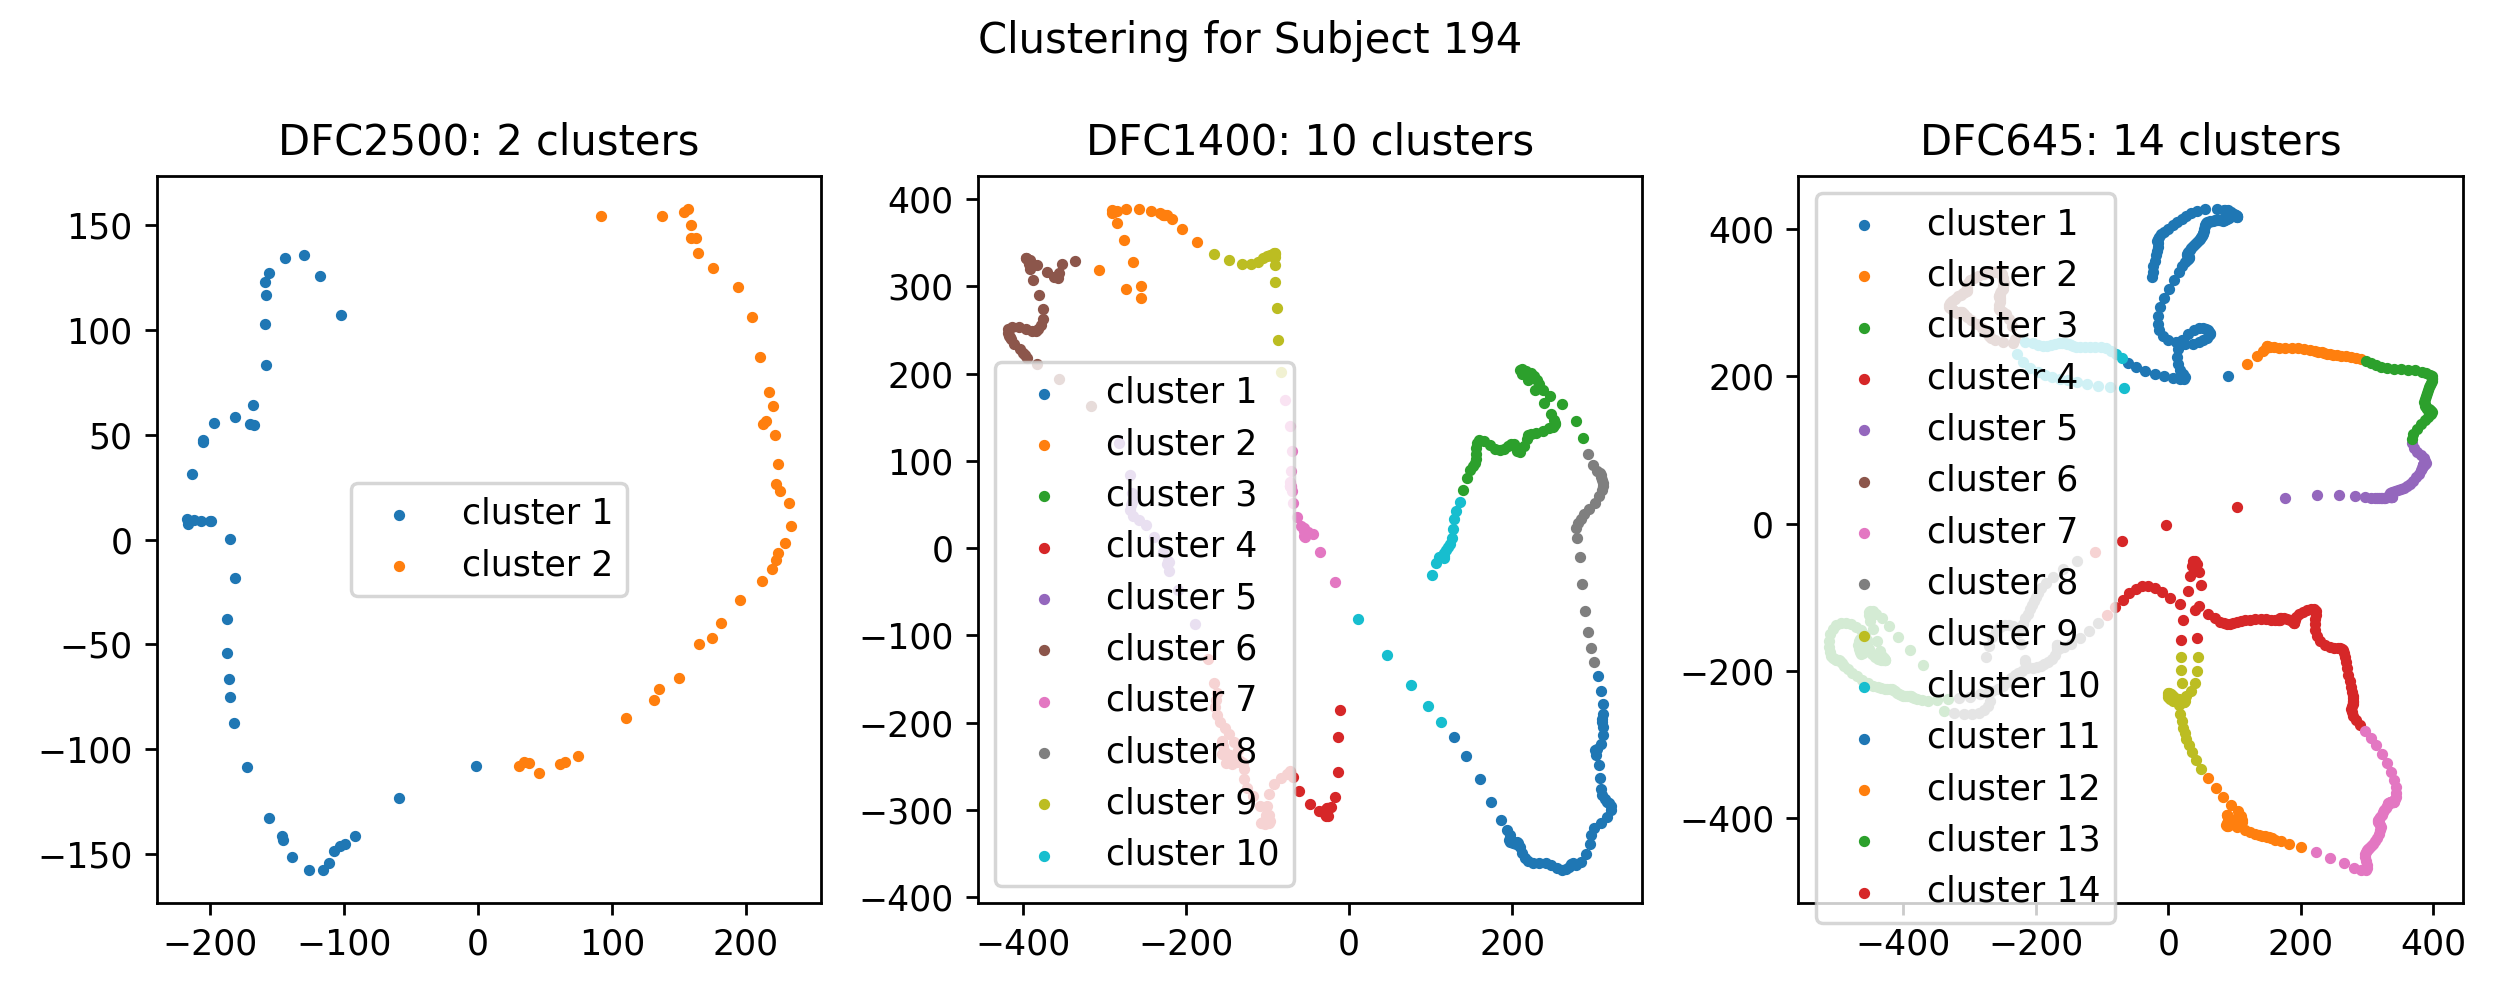 Clustering for Subject 194
DFC2500: 2 clusters
150
100
50
0
−50
−100
−150
−200
−100
0
100
200
cluster 1
cluster 2
DFC1400: 10 clusters
400
300
200
100
0
−100
−200
−300
−400
−400
−200
0
200
cluster 1
cluster 2
cluster 3
cluster 4
cluster 5
cluster 6
cluster 7
cluster 8
cluster 9
cluster 10
DFC645: 14 clusters
400
200
0
−200
−400
−400
−200
0
200
400
cluster 1
cluster 2
cluster 3
cluster 4
cluster 5
cluster 6
cluster 7
cluster 8
cluster 9
cluster 10
cluster 11
cluster 12
cluster 13
cluster 14